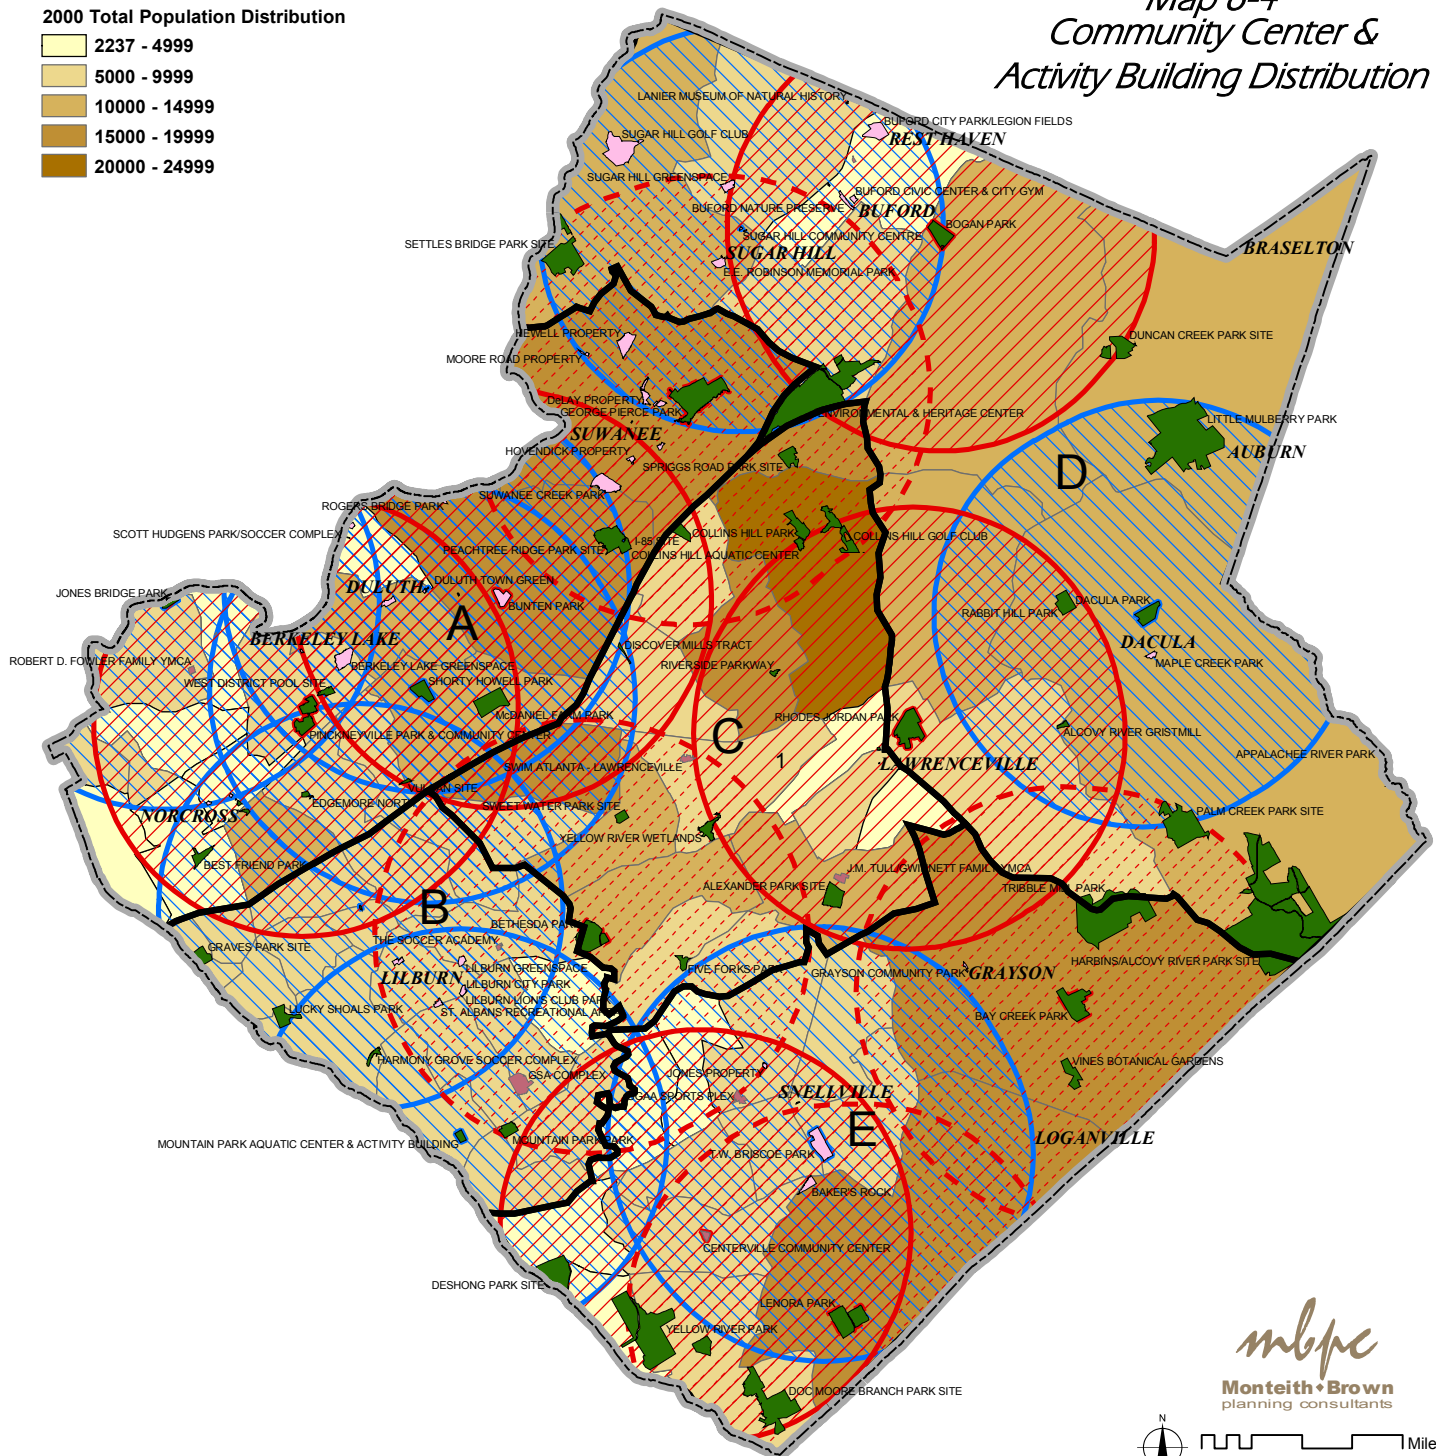 2000 Total Population Distribution
2237 - 4999
5000 - 9999
10000 - 14999
15000 - 19999
20000 - 24999
Map 6-4
Community Center &
Activity Building Distribution
LANIER MUSEUM OF NATURAL HISTORY
BUFORD CITY PARK/LEGION FIELDS
SUGAR HILL GOLF CLUB
REST HAVEN
SUGAR HILL GREENSPACE
BUFORD CIVIC CENTER & CITY GYM
BUFORD NATURE PRESERVE
BUFORD
BOGAN PARK
SUGAR HILL COMMUNITY CENTRE
SETTLES BRIDGE PARK SITE
SUGAR HILL
BRASELTON
E.E. ROBINSON MEMORIAL PARK
HEWELL PROPERTY
DUNCAN CREEK PARK SITE
MOORE ROAD PROPERTY
DeLAY PROPERTY
GEORGE PIERCE PARK
ENVIRONMENTAL & HERITAGE CENTER
LITTLE MULBERRY PARK
SUWANEE
AUBURN
HOVENDICK PROPERTY
SPRIGGS ROAD PARK SITE
D
SUWANEE CREEK PARK
ROGERS BRIDGE PARK
SCOTT HUDGENS PARK/SOCCER COMPLEX
COLLINS HILL PARK
COLLINS HILL GOLF CLUB
I-85 SITE
PEACHTREE RIDGE PARK SITE
COLLINS HILL AQUATIC CENTER
DULUTH TOWN GREEN
DULUTH
JONES BRIDGE PARK
BUNTEN PARK
DACULA PARK
RABBIT HILL PARK
A
BERKELEY LAKE
DISCOVER MILLS TRACT
DACULA
ROBERT D. FOWLER FAMILY YMCA
BERKELEY LAKE GREENSPACE
RIVERSIDE PARKWAY
MAPLE CREEK PARK
WEST DISTRICT POOL SITE
SHORTY HOWELL PARK
McDANIEL FARM PARK
RHODES JORDAN PARK
PINCKNEYVILLE PARK & COMMUNITY CENTER
C
ALCOVY RIVER GRISTMILL
1
APPALACHEE RIVER PARK
SWIM ATLANTA - LAWRENCEVILLE
LAWRENCEVILLE
VULCAN SITE
EDGEMORE NORTH
SWEET WATER PARK SITE
NORCROSS
PALM CREEK PARK SITE
YELLOW RIVER WETLANDS
BEST FRIEND PARK
J.M. TULL GWINNETT FAMILY YMCA
ALEXANDER PARK SITE
TRIBBLE MILL PARK
B
BETHESDA PARK
THE SOCCER ACADEMY
GRAVES PARK SITE
HARBINS/ALCOVY RIVER PARK SITE
LILBURN GREENSPACE
FIVE FORKS PARK
GRAYSON COMMUNITY PARK
GRAYSON
LILBURN
LILBURN CITY PARK
LILBURN LION'S CLUB PARK
LUCKY SHOALS PARK
ST. ALBANS RECREATIONAL AREA
BAY CREEK PARK
HARMONY GROVE SOCCER COMPLEX
VINES BOTANICAL GARDENS
GSA COMPLEX
JONES PROPERTY
SNELLVILLE
EGAA SPORTS PLEX
E
MOUNTAIN PARK AQUATIC CENTER & ACTIVITY BUILDING
MOUNTAIN PARK PARK
LOGANVILLE
T.W. BRISCOE PARK
BAKER'S ROCK
CENTERVILLE COMMUNITY CENTER
DESHONG PARK SITE
LENORA PARK
YELLOW RIVER PARK
DOC MOORE BRANCH PARK SITE
mbpc
Monteith Brown
planning consultants
N
Mile